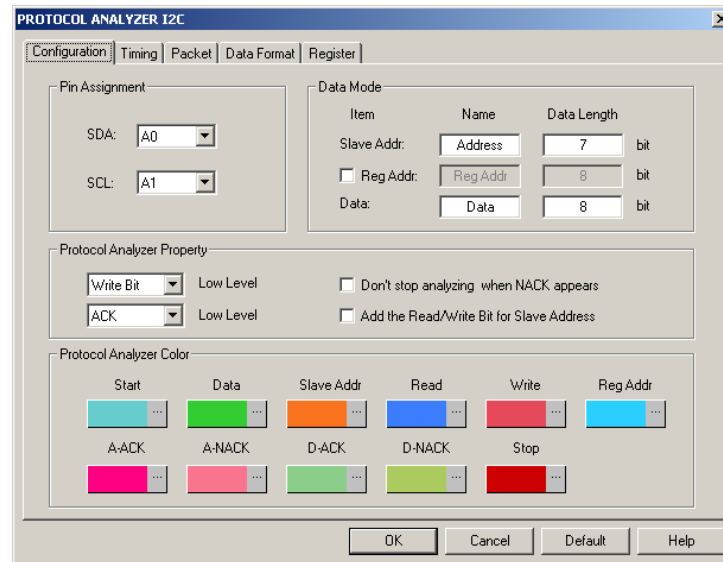 PROTOCOL ANALYZER I2C
Configuration Timing Packet Data Format Register
Pin Assignment
SDA: A0
SCL: A1
Data Mode
Item Name Data Length
Slave Addr: Address 7 bit
Reg Addr: Reg Addr 8 bit
Data: Data 8 bit
Protocol Analyzer Property
Write Bit Low Level Don't stop analyzing when NACK appears
ACK Low Level Add the Read/Write Bit for Slave Address
Protocol Analyzer Color
Start Data Slave Addr Read Write Reg Addr
... ... ... ... ... ...
A-ACK A-NACK D-ACK D-NACK Stop
... ... ... ... ...
OK Cancel Default Help